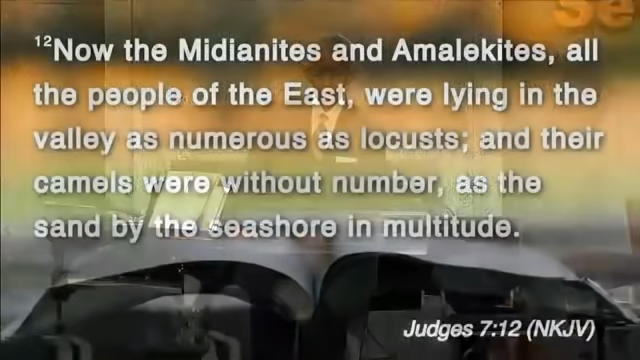 Se
12Now the Midianites and Amalekites, all
the people of the East, were lying in the
valley as numerous as locusts; and their
camels were without number, as the
sand by the seashore in multitude.
Judges 7:12 (NKJV)